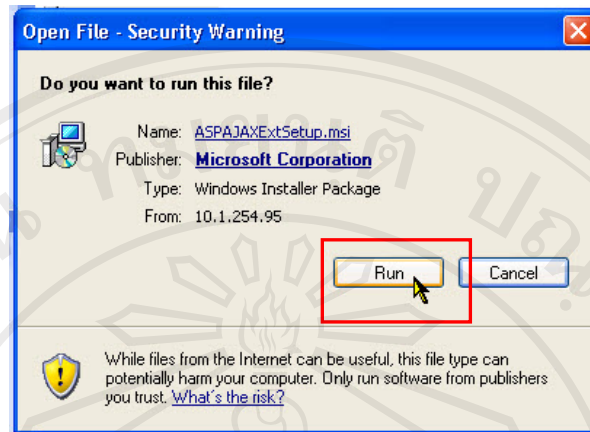 Open File - Security Warning
Do you want to run this file?
Name: ASPAJAXExtSetup.msi
Publisher: Microsoft Corporation
Type: Windows Installer Package
From: 10.1.254.95
Run Cancel
While files from the Internet can be useful, this file type can
potentially harm your computer. Only run software from publishers
you trust. What's the risk?